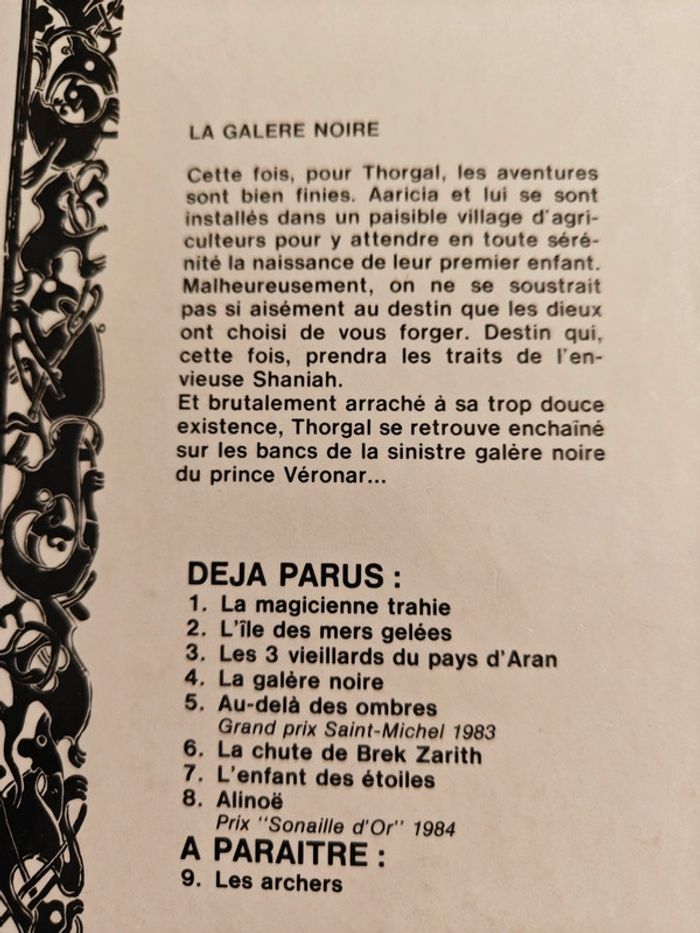 LA GALERE NOIRE
Cette fois, pour Thorgal, les aventures
sont bien finies. Aaricia et lui se sont
installés dans un paisible village d'agri-
culteurs pour y attendre en toute séré-
nité la naissance de leur premier enfant.
Malheureusement, on ne se soustrait
pas si aisément au destin que les dieux
ont choisi de vous forger. Destin qui,
cette fois, prendra les traits de l'en-
vieuse Shaniah.
Et brutalement arraché à sa trop douce
existence, Thorgal se retrouve enchaîné
sur les bancs de la sinistre galère noire
du prince Véronar...
DEJA PARUS :
1. La magicienne trahie
2. L'île des mers gelées
3. Les 3 vieillards du pays d'Aran
4. La galère noire
5. Au-delà des ombres
Grand prix Saint-Michel 1983
6. La chute de Brek Zarith
7. L'enfant des étoiles
8. Alinoë
Prix "Sonaille d'Or" 1984
A PARAITRE :
9. Les archers